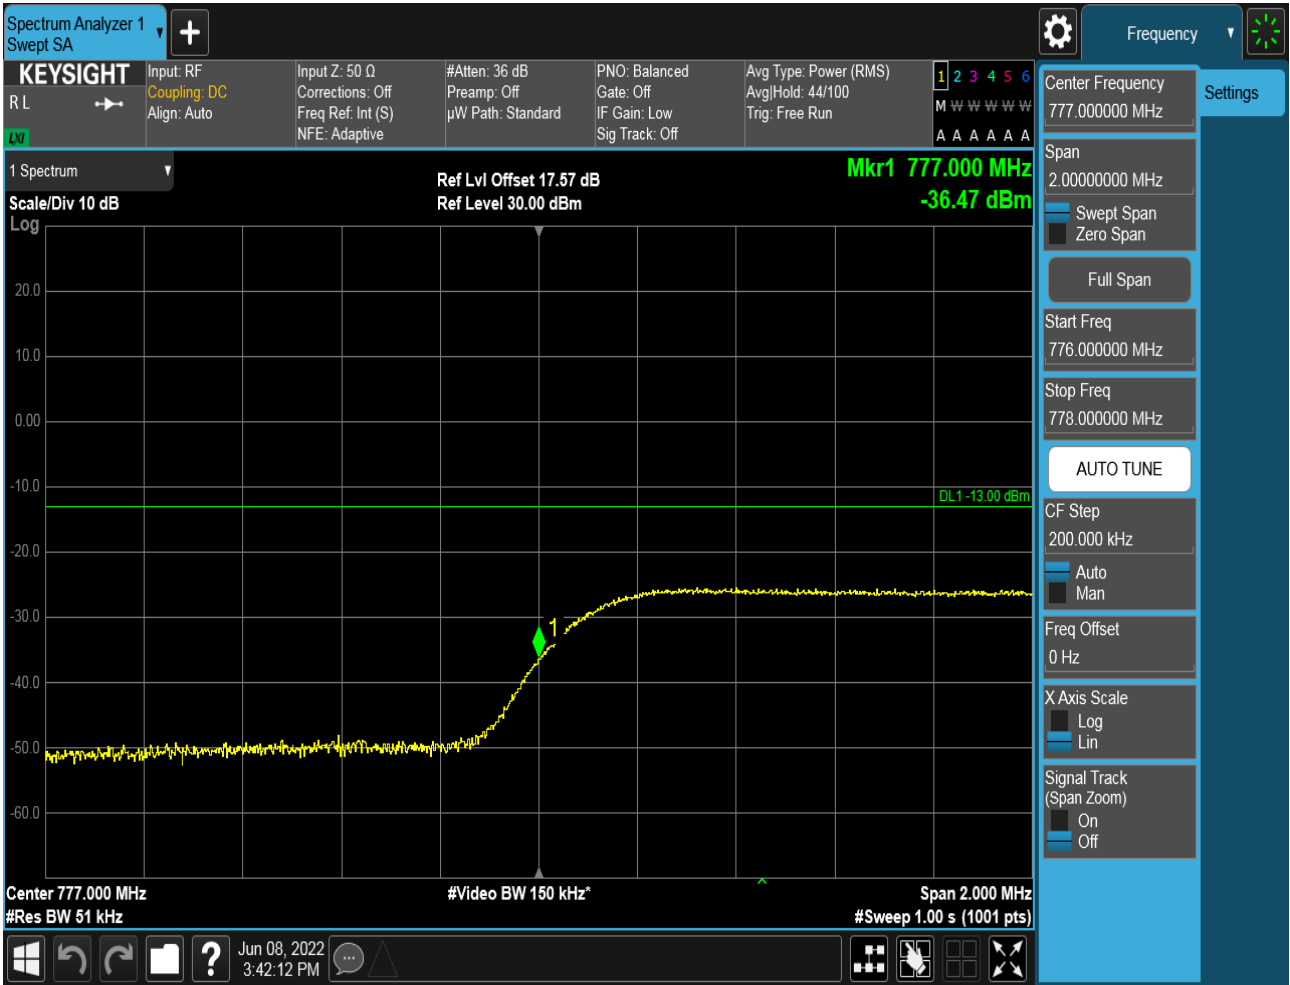 Spectrum Analyzer 1
Swept SA
Frequency
KEYSIGHT
R L
LXI
Input: RF
Coupling: DC
Align: Auto
Input Z: 50 Ω
Corrections: Off
Freq Ref: Int (S)
NFE: Adaptive
#Atten: 36 dB
Preamp: Off
µW Path: Standard
PNO: Balanced
Gate: Off
IF Gain: Low
Sig Track: Off
Avg Type: Power (RMS)
Avg|Hold: 44/100
Trig: Free Run
1 2 3 4 5 6
M W W W W W
A A A A A A
Center Frequency
777.000000 MHz
Settings
1 Spectrum
Scale/Div 10 dB
Log
Ref Lvl Offset 17.57 dB
Ref Level 30.00 dBm
Mkr1 777.000 MHz
-36.47 dBm
Span
2.00000000 MHz
Swept Span
Zero Span
Full Span
Start Freq
776.000000 MHz
Stop Freq
778.000000 MHz
AUTO TUNE
CF Step
200.000 kHz
Auto
Man
Freq Offset
0 Hz
X Axis Scale
Log
Lin
Signal Track
(Span Zoom)
On
Off
20.0
10.0
0.00
-10.0
DL1 -13.00 dBm
-20.0
-30.0
1
-40.0
-50.0
-60.0
Center 777.000 MHz
#Video BW 150 kHz*
Span 2.000 MHz
#Res BW 51 kHz
#Sweep 1.00 s (1001 pts)
?
Jun 08, 2022
3:42:12 PM